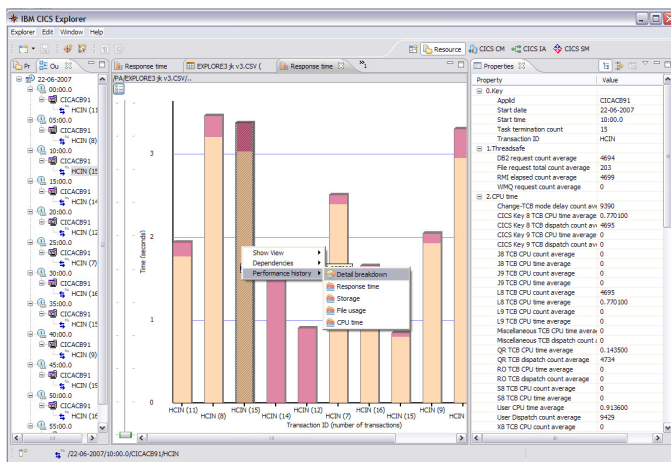 IBM CICS Explorer
Explorer Edit Window Help
Resource CICS CM CICS IA CICS SM
Pr Ou
Response time EXPLORE3 jk v3.CSV ( Response time »1
Properties
/PA/EXPLORE3 jk v3.CSV/..
22-06-2007
00:00.0
CICACB91
HCIN (11
05:00.0
CICACB91
HCIN (8)
10:00.0
CICACB91
HCIN (15
15:00.0
CICACB91
HCIN (14
20:00.0
CICACB91
HCIN (12
25:00.0
CICACB91
HCIN (7)
30:00.0
CICACB91
HCIN (16
35:00.0
CICACB91
HCIN (15
40:00.0
CICACB91
HCIN (9)
45:00.0
CICACB91
HCIN (15
50:00.0
CICACB91
HCIN (16
55:00.0
Time (seconds)
3
2
1
0
Show View
Dependencies
Performance history
Detail breakdown
Response time
Storage
File usage
CPU time
HCIN (11) HCIN (8) HCIN (15) HCIN (14) HCIN (12) HCIN (7) HCIN (16) HCIN (15) HCIN (9) HCIN
Transaction ID (number of transactions)
Property Value
0.Key
Applid CICACB91
Start date 22-06-2007
Start time 10:00.0
Task termination count 15
Transaction ID HCIN
1.Threadsafe
DB2 request count average 4694
File request total count average 203
RMI elapsed count average 4699
WMQ request count average 0
2.CPU time
Change-TCB mode delay count ave 9390
CICS Key 8 TCB CPU time average 0.770100
CICS Key 8 TCB dispatch count ave 4695
CICS Key 9 TCB CPU time average 0
CICS Key 9 TCB dispatch count ave 0
J8 TCB CPU count average 0
J8 TCB CPU time average 0
J9 TCB CPU count average 0
J9 TCB CPU time average 0
L8 TCB CPU count average 4695
L8 TCB CPU time average 0.770100
L9 TCB CPU count average 0
L9 TCB CPU time average 0
Miscellaneous TCB CPU time averag 0
Miscellaneous TCB dispatch count a 0
QR TCB CPU time average 0.143500
QR TCB dispatch count average 4734
RO TCB CPU time average 0
RO TCB dispatch count average 0
S8 TCB CPU count average 0
S8 TCB CPU time average 0
User CPU time average 0.913600
User Dispatch count average 9429
X8 TCB CPU count average 0
/22-06-2007/10:00.0/CICACB91/HCIN